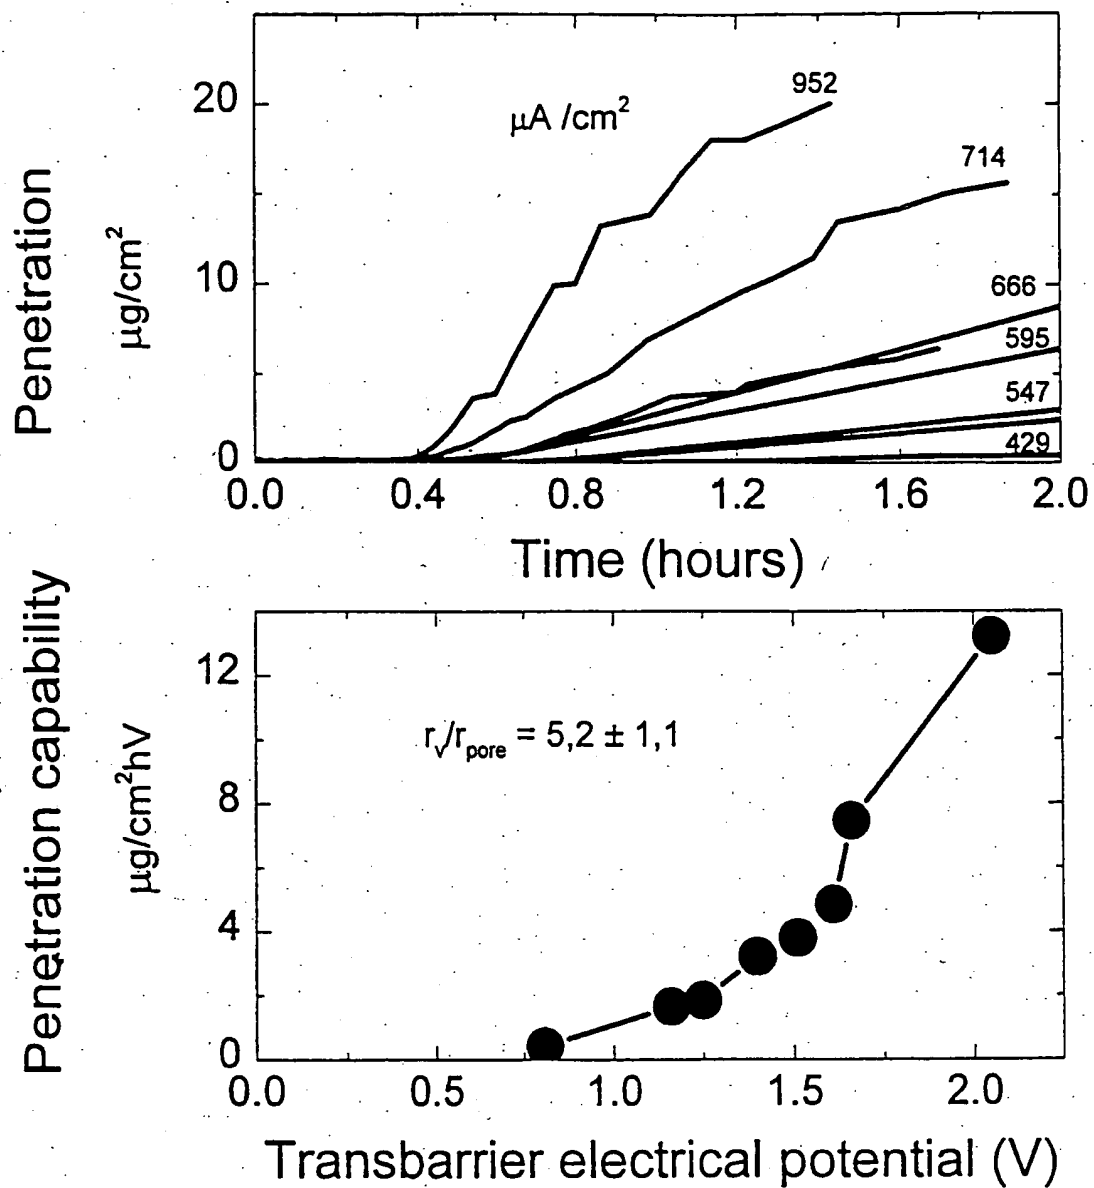 Penetration
µg/cm²
20
10
0
µA /cm²
952
714
666
595
547
429
0.0 0.4 0.8 1.2 1.6 2.0
Time (hours)
Penetration capability
µg/cm²hV
12
8
4
0
rᵥ/r_pore = 5,2 ± 1,1
0.0 0.5 1.0 1.5 2.0
Transbarrier electrical potential (V)